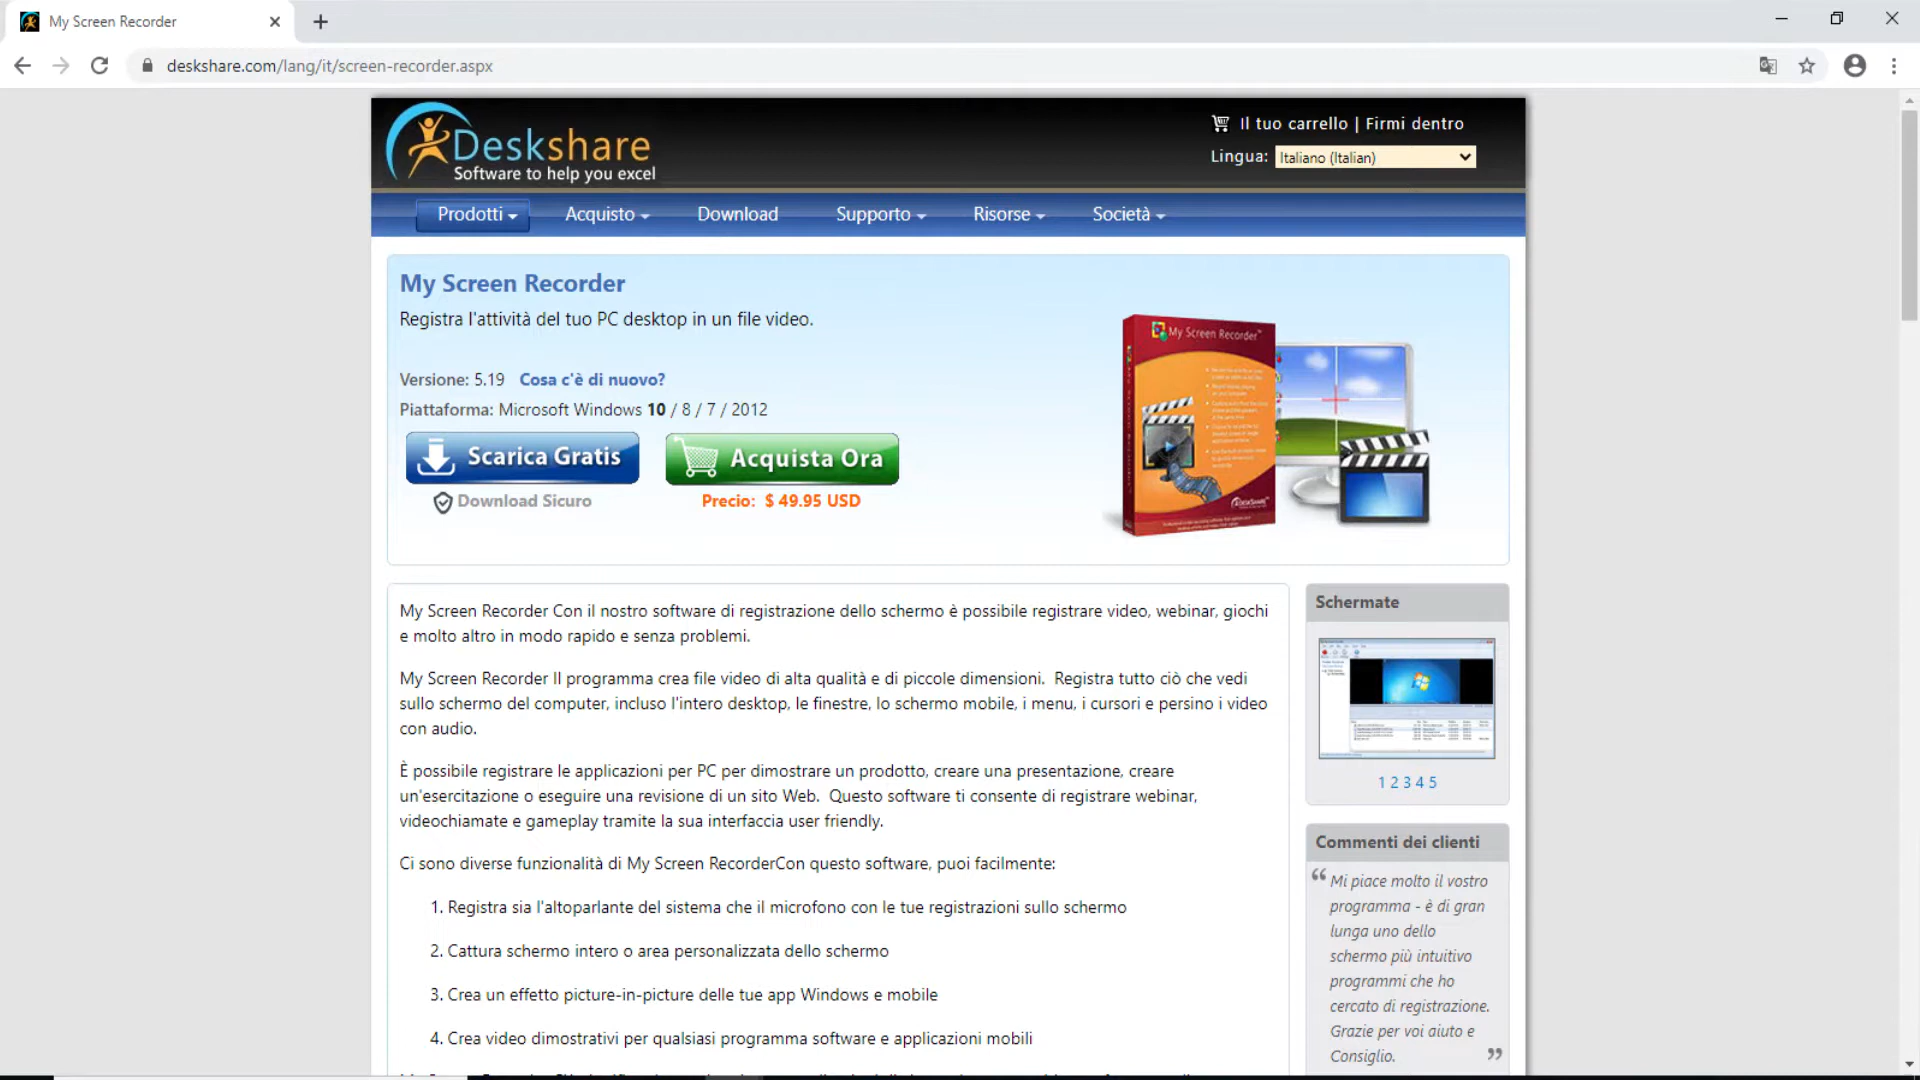 My Screen Recorder
deskshare.com/lang/it/screen-recorder.aspx
Deskshare
Software to help you excel
Il tuo carrello | Firmi dentro
Lingua: Italiano (Italian)
Prodotti Acquisto Download Supporto Risorse Società
My Screen Recorder
Registra l'attività del tuo PC desktop in un file video.
Versione: 5.19 Cosa c'è di nuovo?
Piattaforma: Microsoft Windows 10 / 8 / 7 / 2012
Scarica Gratis Acquista Ora
Download Sicuro Precio: $ 49.95 USD
My Screen Recorder™
DeskShare™
My Screen Recorder Con il nostro software di registrazione dello schermo è possibile registrare video, webinar, giochi
e molto altro in modo rapido e senza problemi.
My Screen Recorder Il programma crea file video di alta qualità e di piccole dimensioni. Registra tutto ciò che vedi
sullo schermo del computer, incluso l'intero desktop, le finestre, lo schermo mobile, i menu, i cursori e persino i video
con audio.
È possibile registrare le applicazioni per PC per dimostrare un prodotto, creare una presentazione, creare
un'esercitazione o eseguire una revisione di un sito Web. Questo software ti consente di registrare webinar,
videochiamate e gameplay tramite la sua interfaccia user friendly.
Ci sono diverse funzionalità di My Screen RecorderCon questo software, puoi facilmente:
1. Registra sia l'altoparlante del sistema che il microfono con le tue registrazioni sullo schermo
2. Cattura schermo intero o area personalizzata dello schermo
3. Crea un effetto picture-in-picture delle tue app Windows e mobile
4. Crea video dimostrativi per qualsiasi programma software e applicazioni mobili
Schermate
1 2 3 4 5
Commenti dei clienti
“ Mi piace molto il vostro
programma - è di gran
lunga uno dello
schermo più intuitivo
programmi che ho
cercato di registrazione.
Grazie per voi aiuto e
Consiglio. ”